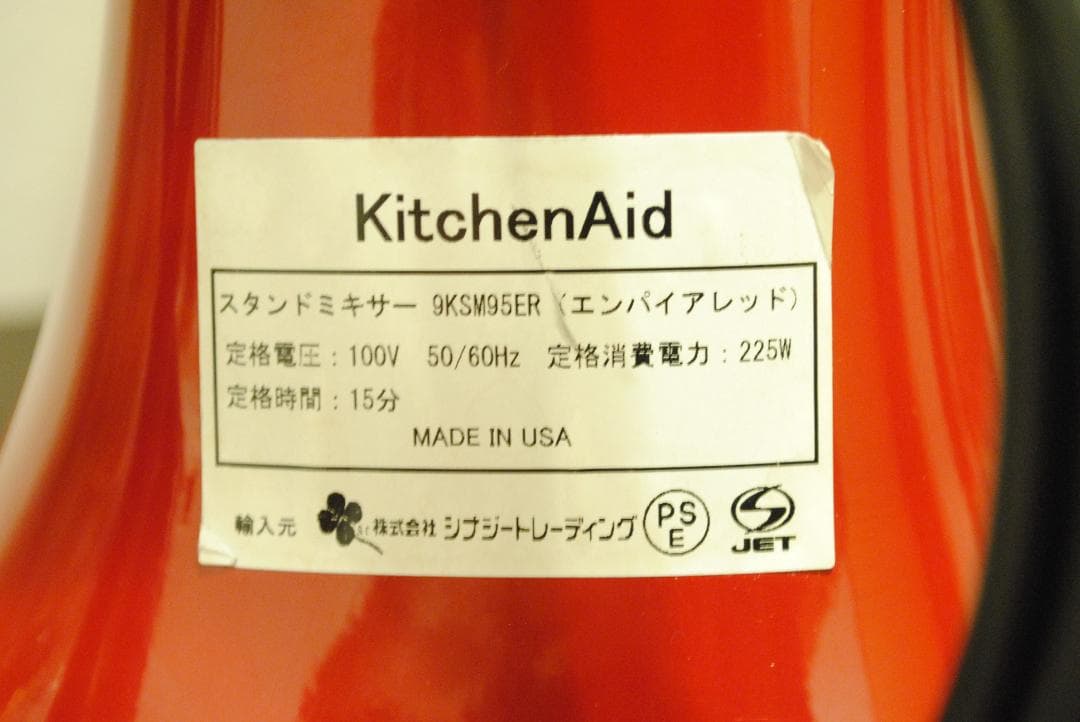 KitchenAid
スタンドミキサー 9KSM95ER（エンパイアレッド）
定格電圧：100V 50/60Hz 定格消費電力：225W
定格時間：15分
MADE IN USA
輸入元 株式会社 シナジートレーディング PSE JET